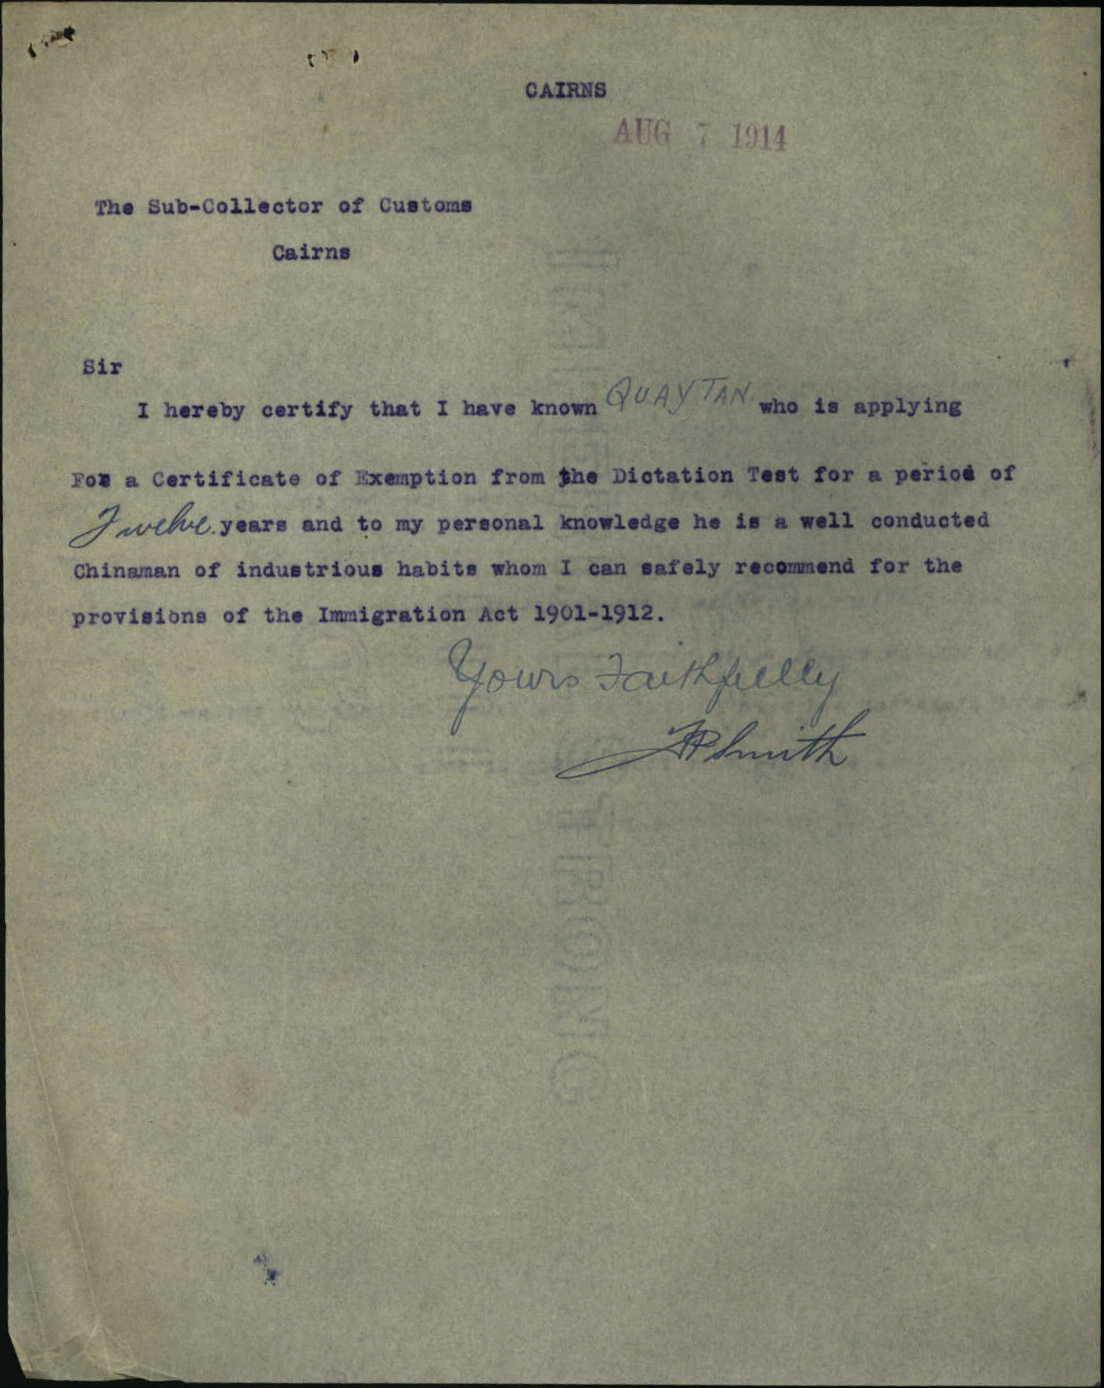 CAIRNS
AUG 7 1914
The Sub-Collector of Customs
Cairns
Sir
I hereby certify that I have known QUAY TAN who is applying
For a Certificate of Exemption from the Dictation Test for a period of
Twelve years and to my personal knowledge he is a well conducted
Chinaman of industrious habits whom I can safely recommend for the
provisions of the Immigration Act 1901-1912.
Yours Faithfully
Smith